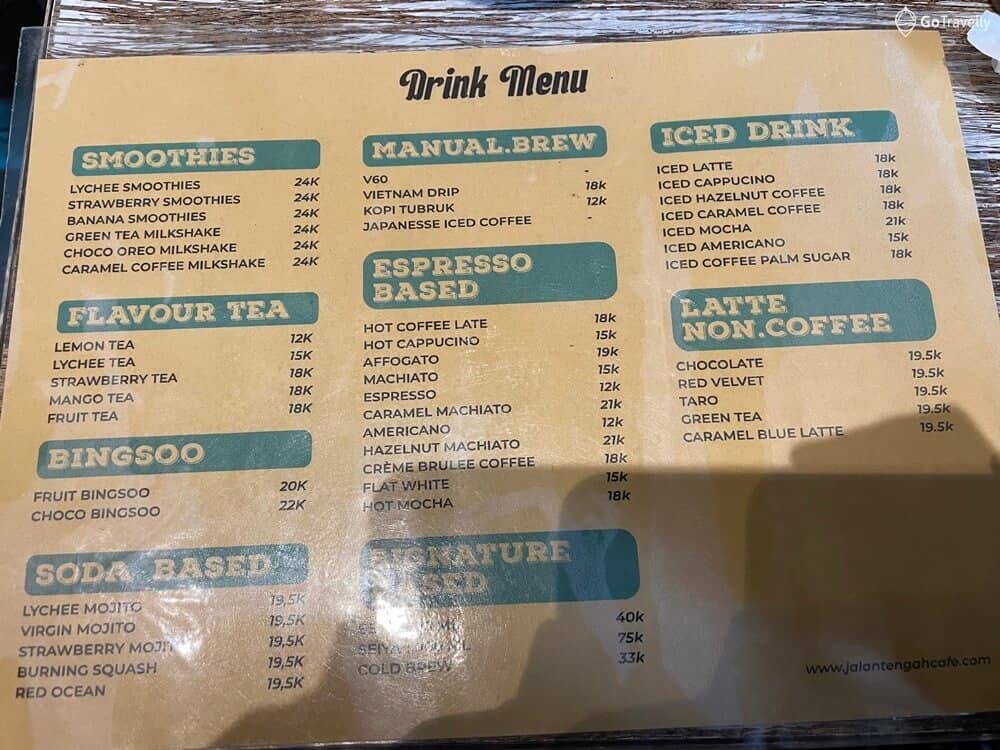 GoTravelly
Drink Menu
SMOOTHIES
LYCHEE SMOOTHIES 24K
STRAWBERRY SMOOTHIES 24K
BANANA SMOOTHIES 24K
GREEN TEA MILKSHAKE 24K
CHOCO OREO MILKSHAKE 24K
CARAMEL COFFEE MILKSHAKE 24K
FLAVOUR TEA
LEMON TEA 12K
LYCHEE TEA 15K
STRAWBERRY TEA 18K
MANGO TEA 18K
FRUIT TEA 18K
BINGSOO
FRUIT BINGSOO 20K
CHOCO BINGSOO 22K
SODA BASED
LYCHEE MOJITO 19,5K
VIRGIN MOJITO 19,5K
STRAWBERRY MOJIT 19,5K
BURNING SQUASH 19,5K
RED OCEAN 19,5K
MANUAL.BREW
V60 -
VIETNAM DRIP 18k
KOPI TUBRUK 12k
JAPANESSE ICED COFFEE -
ESPRESSO
BASED
HOT COFFEE LATE 18k
HOT CAPPUCINO 15k
AFFOGATO 19k
MACHIATO 15k
ESPRESSO 12k
CARAMEL MACHIATO 21k
AMERICANO 12k
HAZELNUT MACHIATO 21k
CRÈME BRULEE COFFEE 18k
FLAT WHITE 15k
HOT MOCHA 18k
SIGNATURE
BASED
40k
SEIYA 75k
COLD BREW 33k
ICED DRINK
ICED LATTE 18k
ICED CAPPUCINO 18k
ICED HAZELNUT COFFEE 18k
ICED CARAMEL COFFEE 18k
ICED MOCHA 21k
ICED AMERICANO 15k
ICED COFFEE PALM SUGAR 18k
LATTE
NON.COFFEE
CHOCOLATE 19.5k
RED VELVET 19.5k
TARO 19.5k
GREEN TEA 19.5k
CARAMEL BLUE LATTE 19.5k
www.jalantengahcafe.com